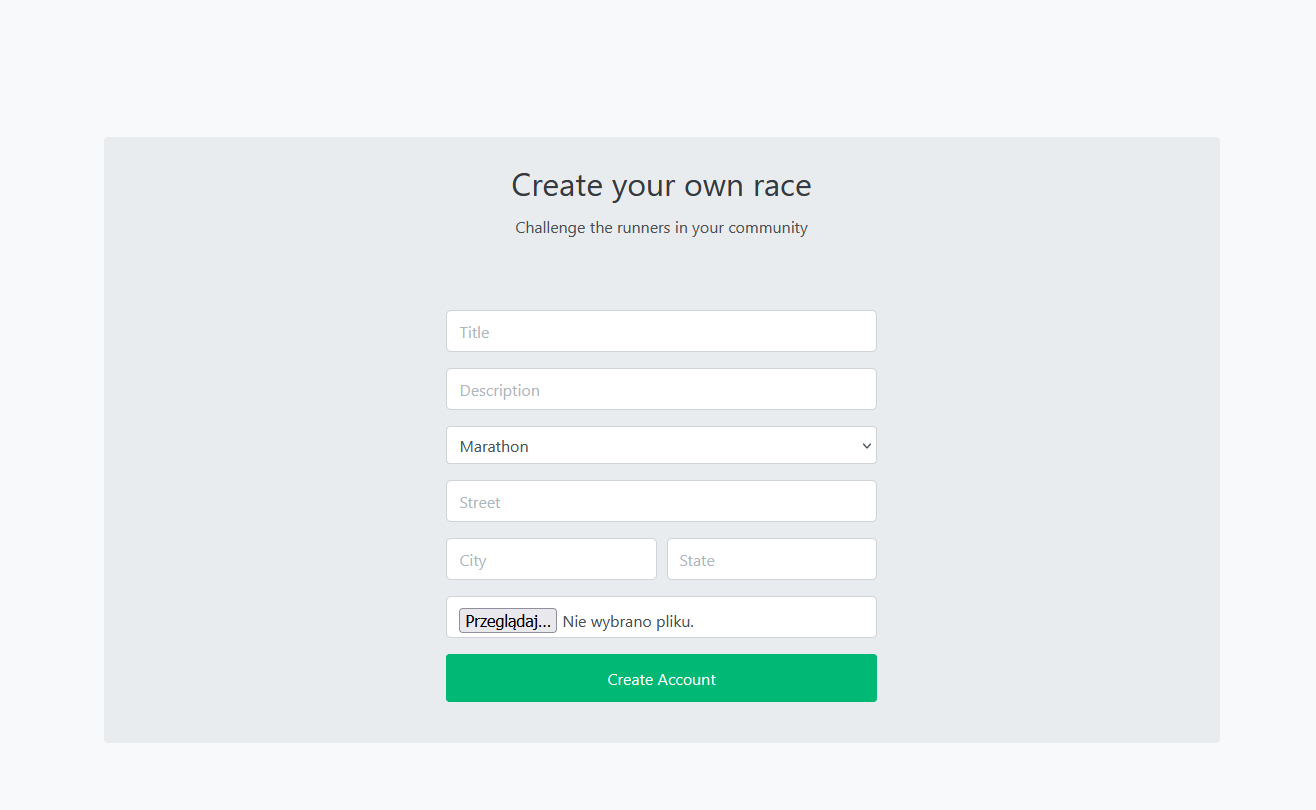 Create your own race
Challenge the runners in your community
Title
Description
Marathon
Street
City State
Przeglądaj... Nie wybrano pliku.
Create Account